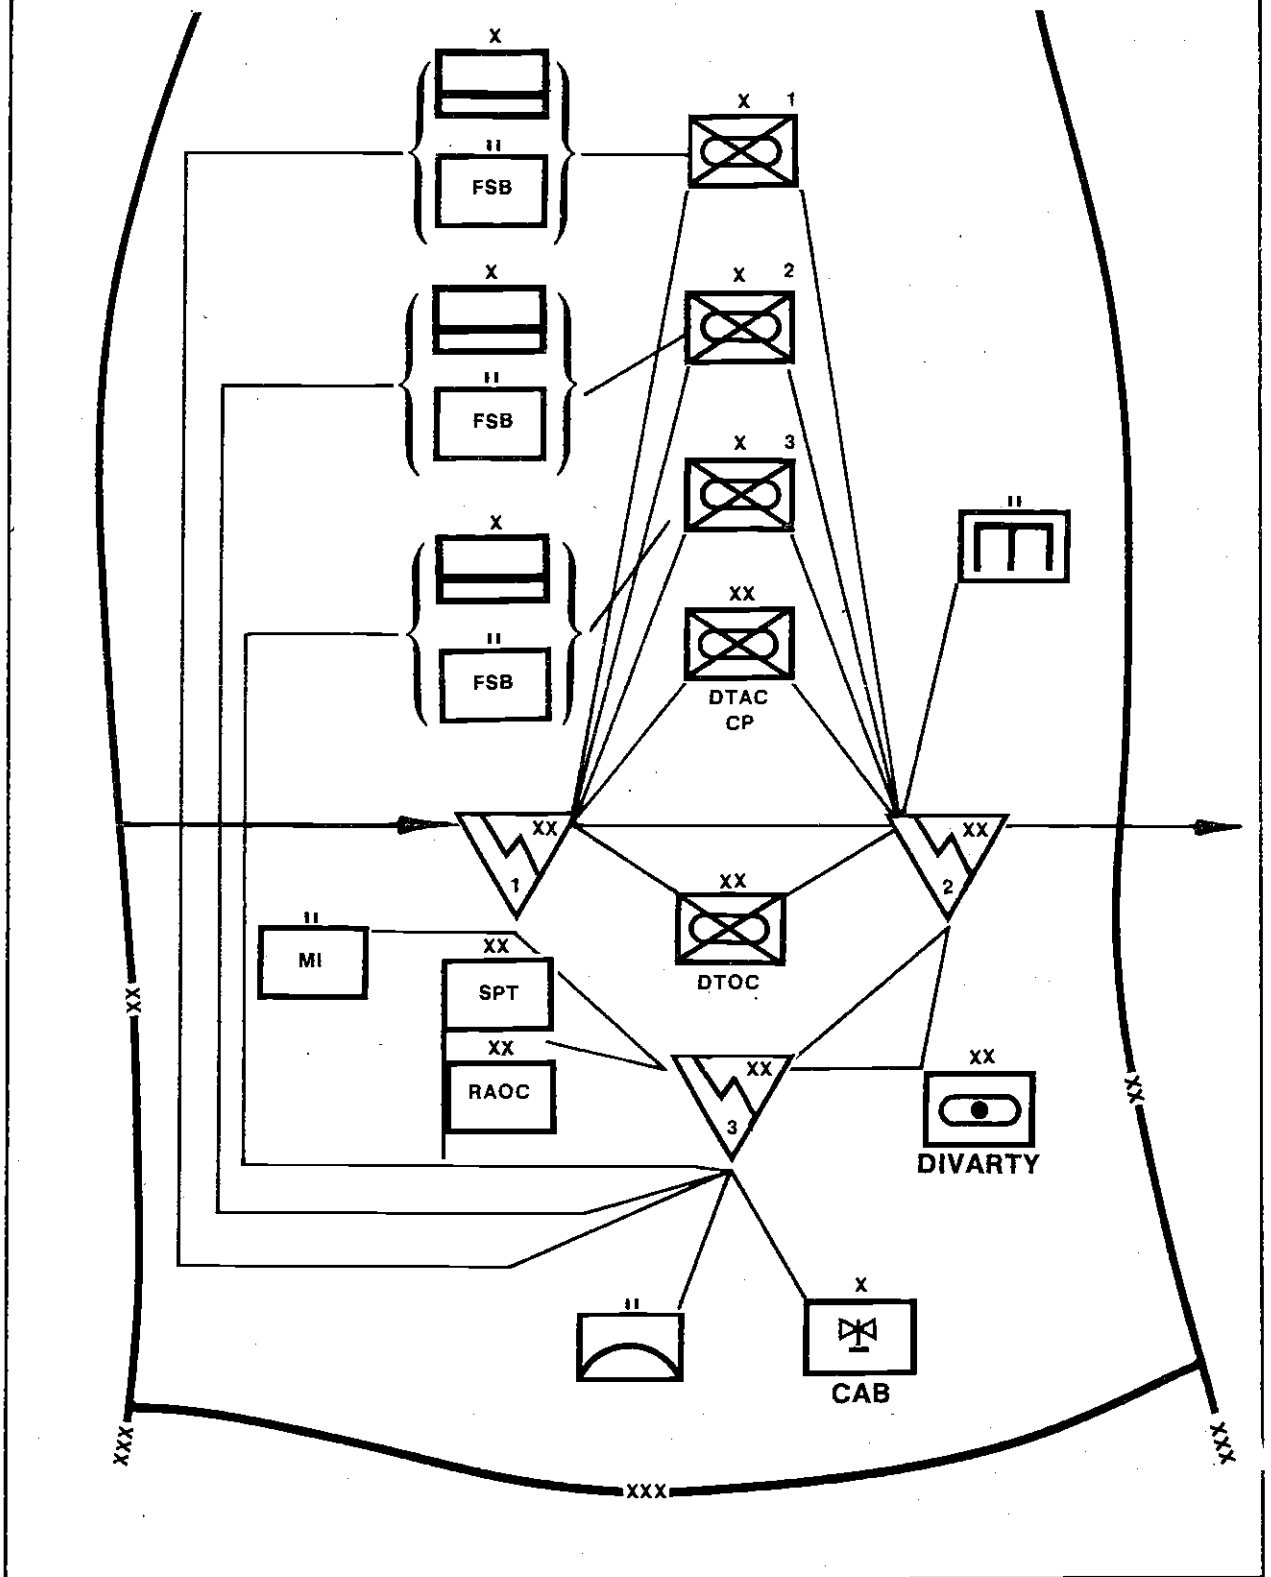 X
X 1
II
FSB
X
X 2
II
FSB
X 3
II
X
XX
II
FSB
DTAC
CP
XX
XX
1
2
XX
II
MI
XX
DTOC
SPT
XX
XX
XX
RAOC
XX
3
XX
XX
DIVARTY
X
II
CAB
XXX
XXX
XXX